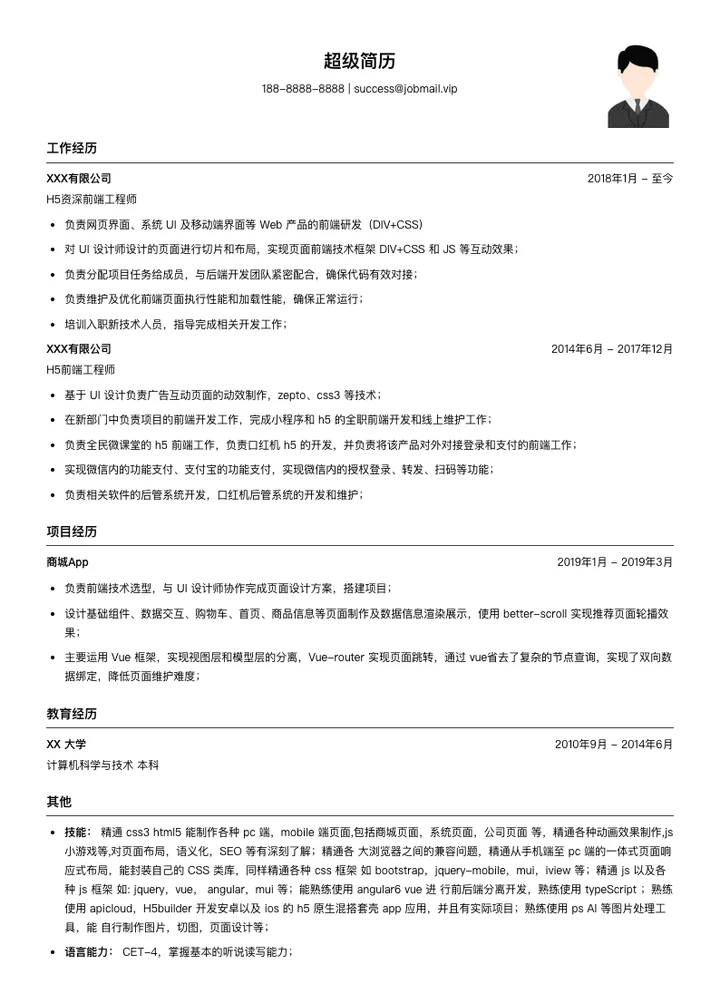 超级简历
188-8888-8888 | success@jobmail.vip
工作经历
XXX有限公司 2018年1月 - 至今
H5资深前端工程师
• 负责网页界面、系统 UI 及移动端界面等 Web 产品的前端研发（DIV+CSS）
• 对 UI 设计师设计的页面进行切片和布局，实现页面前端技术框架 DIV+CSS 和 JS 等互动效果；
• 负责分配项目任务给成员，与后端开发团队紧密配合，确保代码有效对接；
• 负责维护及优化前端页面执行性能和加载性能，确保正常运行；
• 培训入职新技术人员，指导完成相关开发工作；
XXX有限公司 2014年6月 - 2017年12月
H5前端工程师
• 基于 UI 设计负责广告互动页面的动效制作，zepto、css3 等技术；
• 在新部门中负责项目的前端开发工作，完成小程序和 h5 的全职前端开发和线上维护工作；
• 负责全民微课堂的 h5 前端工作，负责口红机 h5 的开发，并负责将该产品对外对接登录和支付的前端工作；
• 实现微信内的功能支付、支付宝的功能支付，实现微信内的授权登录、转发、扫码等功能；
• 负责相关软件的后管系统开发，口红机后管系统的开发和维护；
项目经历
商城App 2019年1月 - 2019年3月
• 负责前端技术选型，与 UI 设计师协作完成页面设计方案，搭建项目；
• 设计基础组件、数据交互、购物车、首页、商品信息等页面制作及数据信息渲染展示，使用 better-scroll 实现推荐页面轮播效
果；
• 主要运用 Vue 框架，实现视图层和模型层的分离，Vue-router 实现页面跳转，通过 vue省去了复杂的节点查询，实现了双向数
据绑定，降低页面维护难度；
教育经历
XX 大学 2010年9月 - 2014年6月
计算机科学与技术 本科
其他
• 技能： 精通 css3 html5 能制作各种 pc 端，mobile 端页面,包括商城页面，系统页面，公司页面 等，精通各种动画效果制作,js
小游戏等,对页面布局，语义化，SEO 等有深刻了解；精通各 大浏览器之间的兼容问题，精通从手机端至 pc 端的一体式页面响
应式布局，能封装自己的 CSS 类库，同样精通各种 css 框架 如 bootstrap，jquery-mobile，mui，iview 等；精通 js 以及各
种 js 框架 如: jquery，vue， angular，mui 等；能熟练使用 angular6 vue 进 行前后端分离开发，熟练使用 typeScript ；熟练
使用 apicloud，H5builder 开发安卓以及 ios 的 h5 原生混搭套壳 app 应用，并且有实际项目；熟练使用 ps AI 等图片处理工
具，能 自行制作图片，切图，页面设计等；
• 语言能力： CET-4，掌握基本的听说读写能力；